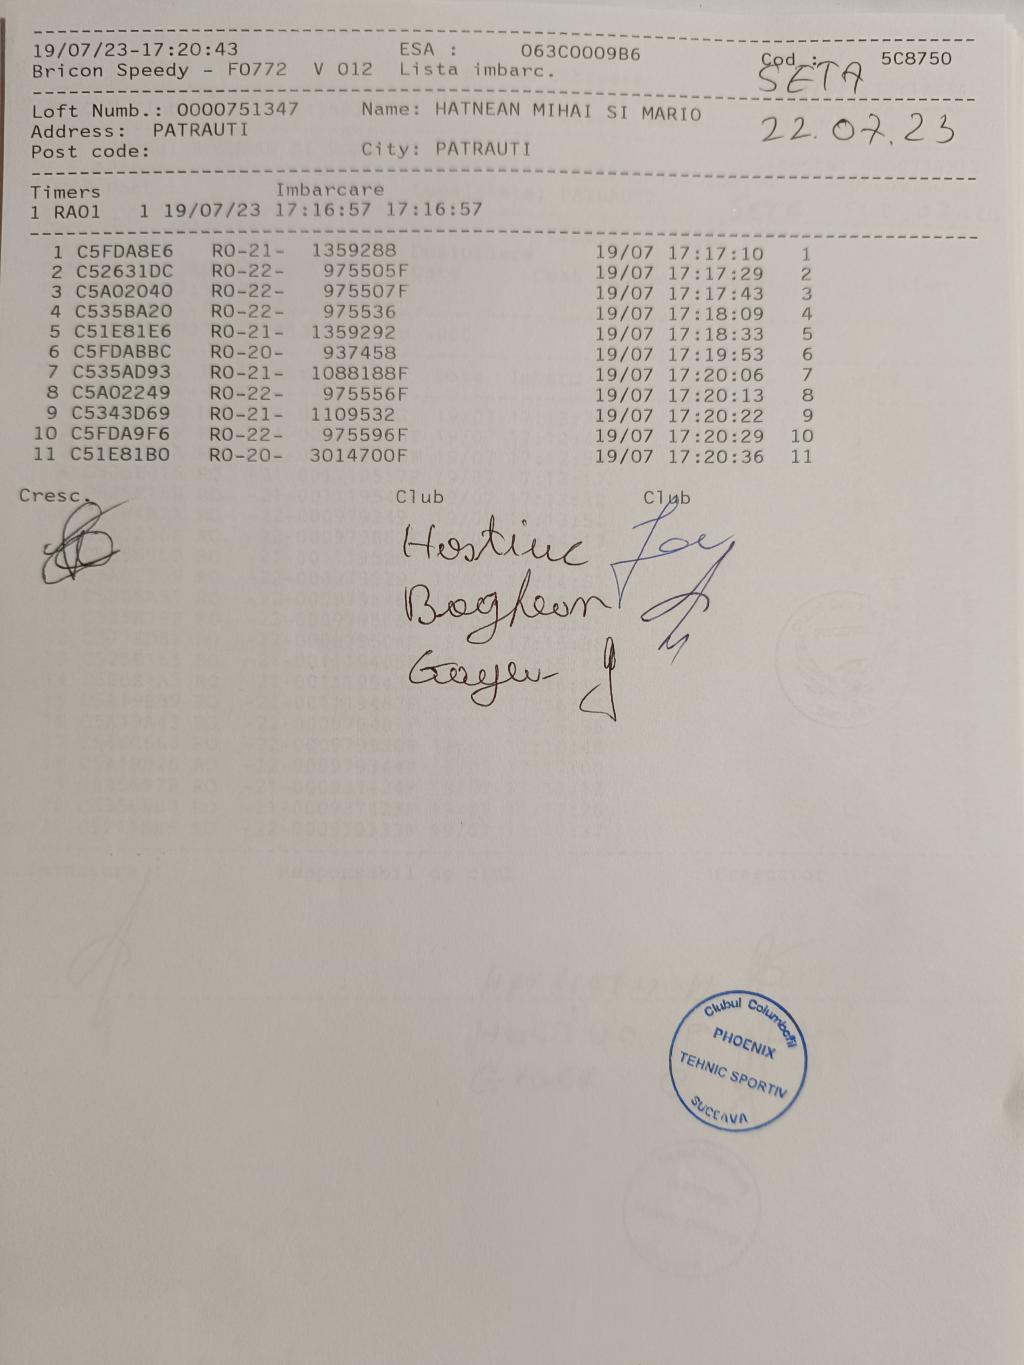 19/07/23-17:20:43 ESA : 063C0009B6 Cod : 5C8750
Bricon Speedy - F0772 V 012 Lista imbarc.
SETA
Loft Numb.: 0000751347 Name: HATNEAN MIHAI SI MARIO
Address: PATRAUTI
22.07.23
Post code: City: PATRAUTI
Timers Imbarcare
1 RA01 1 19/07/23 17:16:57 17:16:57
1 C5FDA8E6 RO-21- 1359288 19/07 17:17:10 1
2 C52631DC RO-22- 975505F 19/07 17:17:29 2
3 C5A02040 RO-22- 975507F 19/07 17:17:43 3
4 C535BA20 RO-22- 975536 19/07 17:18:09 4
5 C51E81E6 RO-21- 1359292 19/07 17:18:33 5
6 C5FDABBC RO-20- 937458 19/07 17:19:53 6
7 C535AD93 RO-21- 1088188F 19/07 17:20:06 7
8 C5A02249 RO-22- 975556F 19/07 17:20:13 8
9 C5343D69 RO-21- 1109532 19/07 17:20:22 9
10 C5FDA9F6 RO-22- 975596F 19/07 17:20:29 10
11 C51E81B0 RO-20- 3014700F 19/07 17:20:36 11
Cresc. Club Club
Hostiuc
Clubul Columbofil
PHOENIX
TEHNIC SPORTIV
SUCEAVA